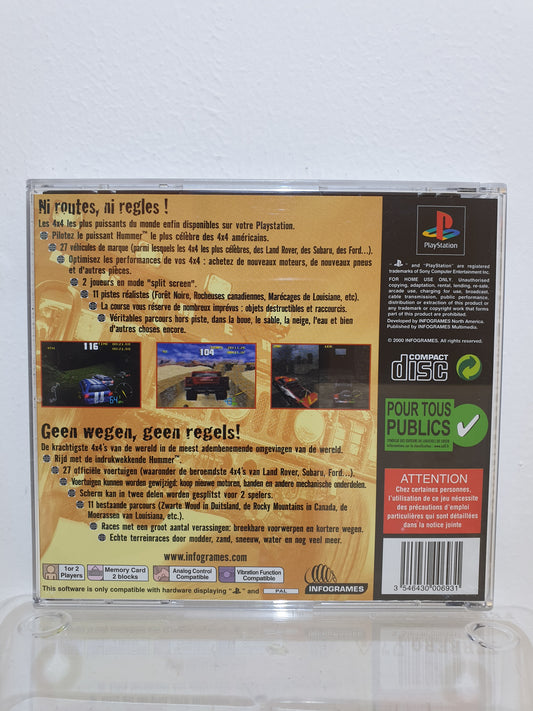 Ni routes, ni regles !
Les 4x4 les plus puissants du monde enfin disponibles sur votre Playstation.
Pilotez le puissant Hummer™ le plus célèbre des 4x4 américains.
27 véhicules de marque (parmi lesquels les 4x4 les plus célèbres, des Land Rover, des Subaru, des Ford...).
Optimisez les performances de vos 4x4 : achetez de nouveaux moteurs, de nouveaux pneus
et d'autres pièces.
2 joueurs en mode "split screen".
11 pistes réalistes (Forêt Noire, Rocheuses canadiennes, Marécages de Louisiane, etc).
La course vous réserve de nombreux imprévus : objets destructibles et raccourcis.
Véritables parcours hors piste, dans la boue, le sable, la neige, l'eau et bien
d'autres choses encore.
116
104
Geen wegen, geen regels!
De krachtigste 4x4's van de wereld in de meest adembenemende omgevingen van de wereld.
Rijd met de indrukwekkende Hummer™.
27 officiële voertuigen (waaronder de beroemdste 4x4's van Land Rover, Subaru, Ford...).
Voertuigen kunnen worden gewijzigd: koop nieuwe motoren, banden en andere mechanische onderdelen.
Scherm kan in twee delen worden gesplitst voor 2 spelers.
11 bestaande parcours (Zwarte Woud in Duitsland, de Rocky Mountains in Canada, de
Moerassen van Louisiana, etc.).
Races met een groot aantal verassingen: breekbare voorwerpen en kortere wegen.
Echte terreinraces door modder, zand, sneeuw, water en nog veel meer.
www.infogrames.com
1 or 2
Players
Memory Card
2 blocks
Analog Control
Compatible
Vibration Function
Compatible
INFOGRAMES
This software is only compatible with hardware displaying "PS" and PAL
PlayStation
"PS" and "PlayStation" are registered
trademarks of Sony Computer Entertainment Inc.
FOR HOME USE ONLY. Unauthorised
copying, adaptation, rental, lending, re-sale,
arcade use, charging for use, broadcast,
cable transmission, public performance,
distribution or extraction of this product or
any trademark or copyright work that forms
part of this product are prohibited.
Developed by INFOGRAMES North America.
Published by INFOGRAMES Multimedia.
© 2000 INFOGRAMES. All rights reserved.
COMPACT
disc
POUR TOUS
PUBLICS
ATTENTION
Chez certaines personnes,
l'utilisation de ce jeu nécessite
des précautions d'emploi
particulières qui sont détaillées
dans la notice jointe
3 546430 006931